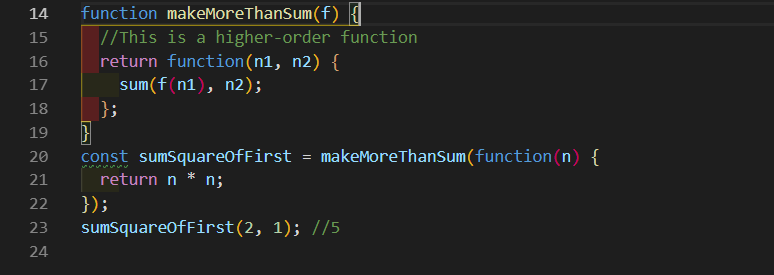 14 function makeMoreThanSum(f) {
15 //This is a higher-order function
16 return function(n1, n2) {
17 sum(f(n1), n2);
18 };
19 }
20 const sumSquareOfFirst = makeMoreThanSum(function(n) {
21 return n * n;
22 });
23 sumSquareOfFirst(2, 1); //5
24